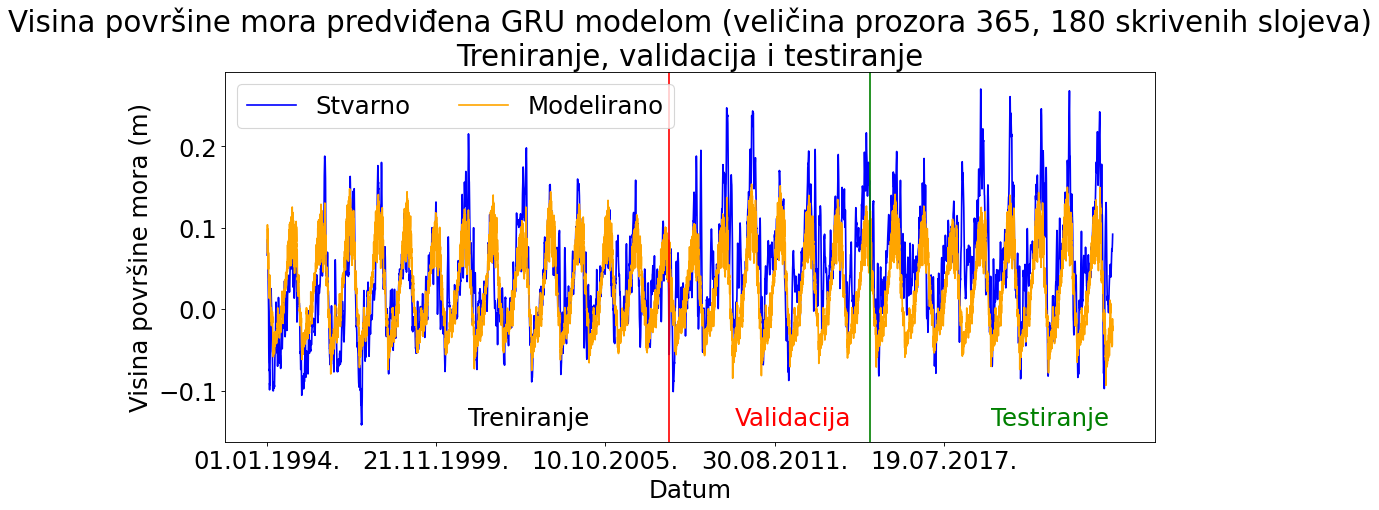 Visina površine mora predviđena GRU modelom (veličina prozora 365, 180 skrivenih slojeva)
Treniranje, validacija i testiranje
Stvarno
Modelirano
Visina površine mora (m)
0.2
0.1
0.0
−0.1
Treniranje
Validacija
Testiranje
01.01.1994.
21.11.1999.
10.10.2005.
30.08.2011.
19.07.2017.
Datum